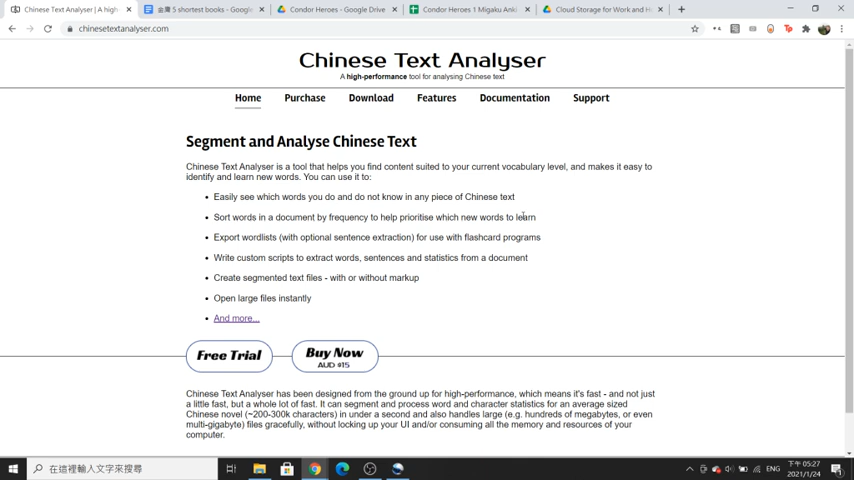 Chinese Text Analyser | A high
金庸 5 shortest books - Google
Condor Heroes - Google Drive
Condor Heroes 1 Migaku Anki
Cloud Storage for Work and H
chinesetextanalyser.com
Chinese Text Analyser
A high-performance tool for analysing Chinese text
Home Purchase Download Features Documentation Support
Segment and Analyse Chinese Text
Chinese Text Analyser is a tool that helps you find content suited to your current vocabulary level, and makes it easy to
identify and learn new words. You can use it to:
• Easily see which words you do and do not know in any piece of Chinese text
• Sort words in a document by frequency to help prioritise which new words to learn
• Export wordlists (with optional sentence extraction) for use with flashcard programs
• Write custom scripts to extract words, sentences and statistics from a document
• Create segmented text files - with or without markup
• Open large files instantly
• And more...
Free Trial
Buy Now
AUD $15
Chinese Text Analyser has been designed from the ground up for high-performance, which means it's fast - and not just
a little fast, but a whole lot of fast. It can segment and process word and character statistics for an average sized
Chinese novel (~200-300k characters) in under a second and also handles large (e.g. hundreds of megabytes, or even
multi-gigabyte) files gracefully, without locking up your UI and/or consuming all the memory and resources of your
computer.
在這裡輸入文字來搜尋
ENG
下午 05:27
2021/1/24